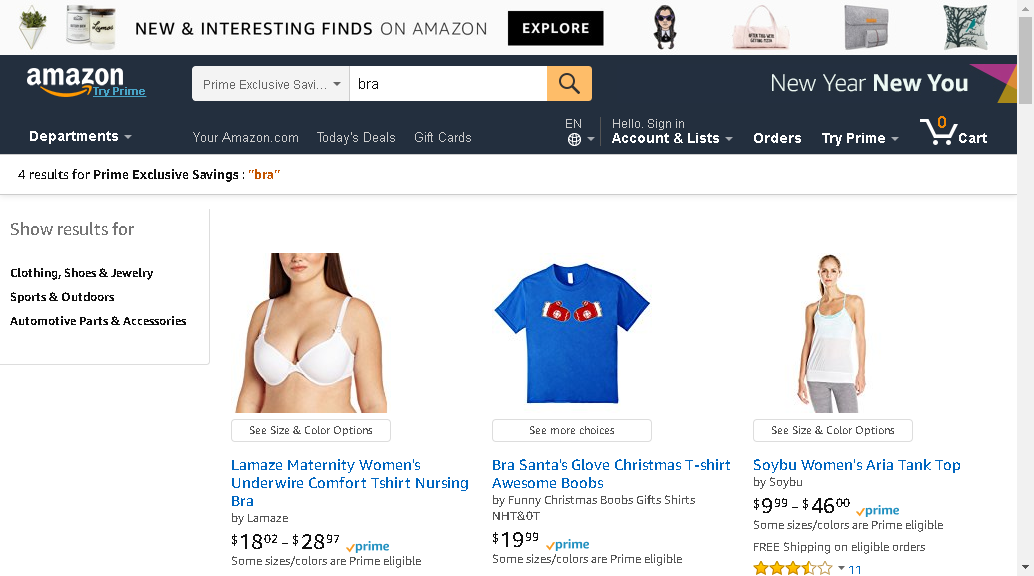 NEW & INTERESTING FINDS ON AMAZON
EXPLORE
amazon
Try Prime
Prime Exclusive Savi...
bra
New Year New You
Departments
Your Amazon.com
Today's Deals
Gift Cards
EN
Hello. Sign in
Account & Lists
Orders
Try Prime
0
Cart
4 results for Prime Exclusive Savings : "bra"
Show results for
Clothing, Shoes & Jewelry
Sports & Outdoors
Automotive Parts & Accessories
See Size & Color Options
Lamaze Maternity Women's
Underwire Comfort Tshirt Nursing
Bra
by Lamaze
$18.02 - $28.97 prime
Some sizes/colors are Prime eligible
See more choices
Bra Santa's Glove Christmas T-shirt
Awesome Boobs
by Funny Christmas Boobs Gifts Shirts
NHT&0T
$19.99 prime
Some sizes/colors are Prime eligible
See Size & Color Options
Soybu Women's Aria Tank Top
by Soybu
$9.99 - $46.00 prime
Some sizes/colors are Prime eligible
FREE Shipping on eligible orders
11